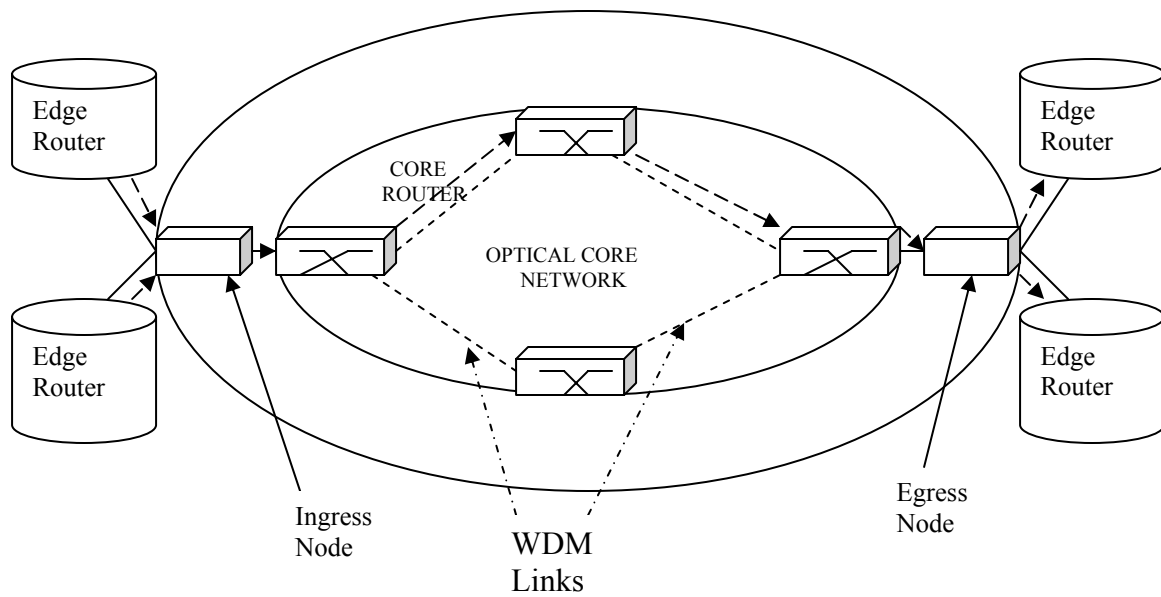 Edge
Router
Edge
Router
CORE
ROUTER
OPTICAL CORE
NETWORK
Edge
Router
Edge
Router
Ingress
Node
WDM
Links
Egress
Node